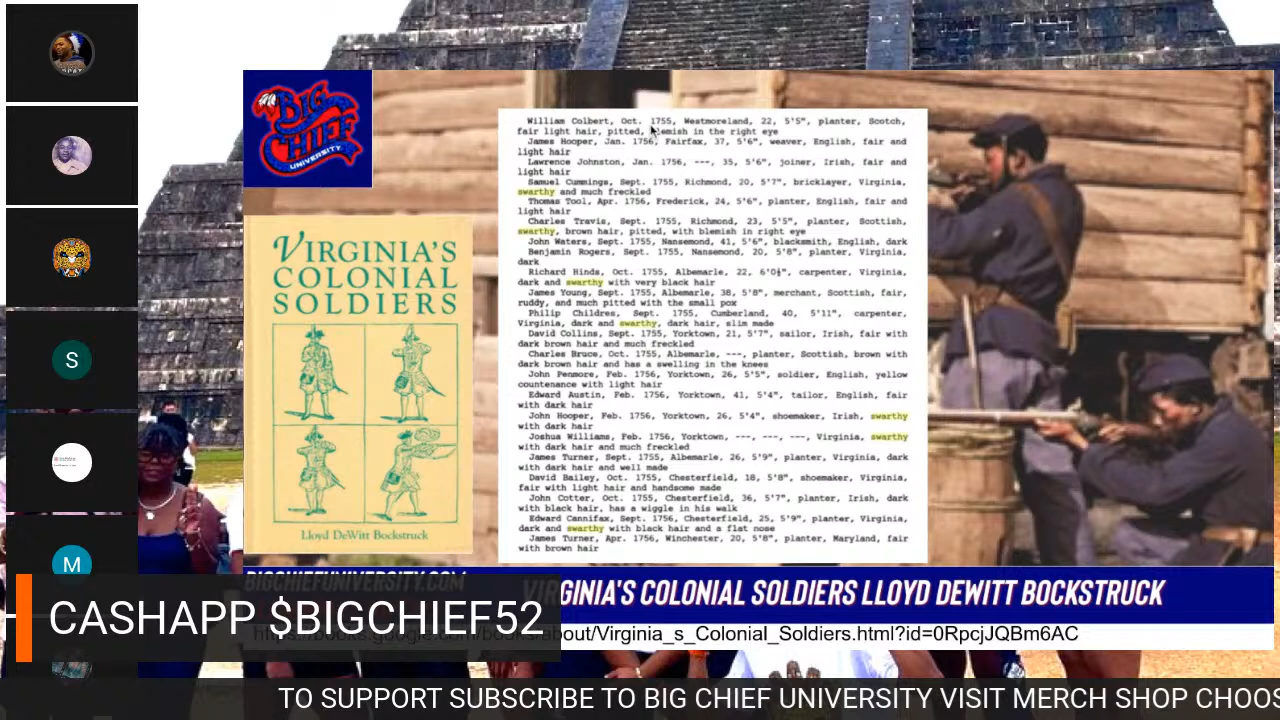 BIG
CHIEF
UNIVERSITY
VIRGINIA'S
COLONIAL
SOLDIERS
Lloyd DeWitt Bockstruck
William Colbert, Oct. 1755, Westmoreland, 22, 5'5", planter, Scotch,
fair light hair, pitted, blemish in the right eye
James Hooper, Jan. 1756, Fairfax, 37, 5'6", weaver, English, fair and
light hair
Lawrence Johnston, Jan. 1756, ---, 35, 5'6", joiner, Irish, fair and
light hair
Samuel Cummings, Sept. 1755, Richmond, 20, 5'7", bricklayer, Virginia,
swarthy and much freckled
Thomas Tool, Apr. 1756, Frederick, 24, 5'6", planter, English, fair and
light hair
Charles Travis, Sept. 1755, Richmond, 23, 5'5", planter, Scottish,
swarthy, brown hair, pitted, with blemish in right eye
John Waters, Sept. 1755, Nansemond, 41, 5'6", blacksmith, English, dark
Benjamin Rogers, Sept. 1755, Nansemond, 20, 5'8", planter, Virginia,
dark
Richard Hinds, Oct. 1755, Albemarle, 22, 6'0½", carpenter, Virginia,
dark and swarthy with very black hair
James Young, Sept. 1755, Albemarle, 38, 5'8", merchant, Scottish, fair,
ruddy, and much pitted with the small pox
Philip Childres, Sept. 1755, Cumberland, 40, 5'11", carpenter,
Virginia, dark and swarthy, dark hair, slim made
David Collins, Sept. 1755, Yorktown, 21, 5'7", sailor, Irish, fair with
dark brown hair and much freckled
Charles Bruce, Oct. 1755, Albemarle, ---, planter, Scottish, brown with
dark brown hair and has a swelling in the knees
John Penmore, Feb. 1756, Yorktown, 26, 5'5", soldier, English, yellow
countenance with light hair
Edward Austin, Feb. 1756, Yorktown, 41, 5'4", tailor, English, fair
with dark hair
John Hooper, Feb. 1756, Yorktown, 26, 5'4", shoemaker, Irish, swarthy
with dark hair
Joshua Williams, Feb. 1756, Yorktown, ---, ---, ---, Virginia, swarthy
with dark hair and much freckled
James Turner, Sept. 1755, Albemarle, 26, 5'9", planter, Virginia, dark
with dark hair and well made
David Bailey, Oct. 1755, Chesterfield, 18, 5'8", shoemaker, Virginia,
fair with light hair and handsome made
John Cotter, Oct. 1755, Chesterfield, 36, 5'7", planter, Irish, dark
with black hair, has a wiggle in his walk
Edward Cannifax, Sept. 1756, Chesterfield, 25, 5'9", planter, Virginia,
dark and swarthy with black hair and a flat nose
James Turner, Apr. 1756, Winchester, 20, 5'8", planter, Maryland, fair
with brown hair
S
M
BIGCHIEFUNIVERSITY.COM
VIRGINIA'S COLONIAL SOLDIERS LLOYD DEWITT BOCKSTRUCK
CASHAPP $BIGCHIEF52
https://books.google.com/books/about/Virginia_s_Colonial_Soldiers.html?id=0RpcjJQBm6AC
TO SUPPORT SUBSCRIBE TO BIG CHIEF UNIVERSITY VISIT MERCH SHOP CHOOS